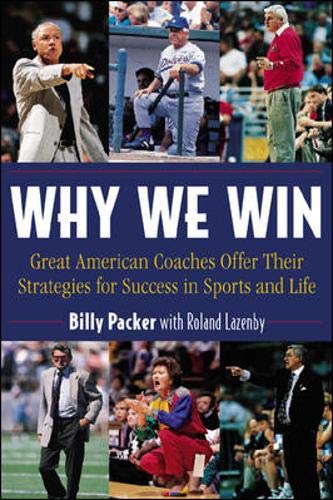 Dodgers
WHY WE WIN
Great American Coaches Offer Their
Strategies for Success in Sports and Life
Billy Packer with Roland Lazenby